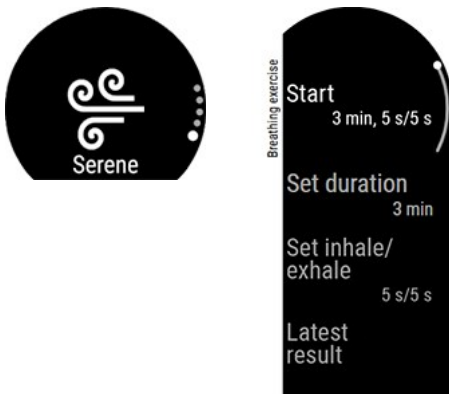 Serene
Breathing exercise
Start
3 min, 5 s/5 s
Set duration
3 min
Set inhale/
exhale
5 s/5 s
Latest
result